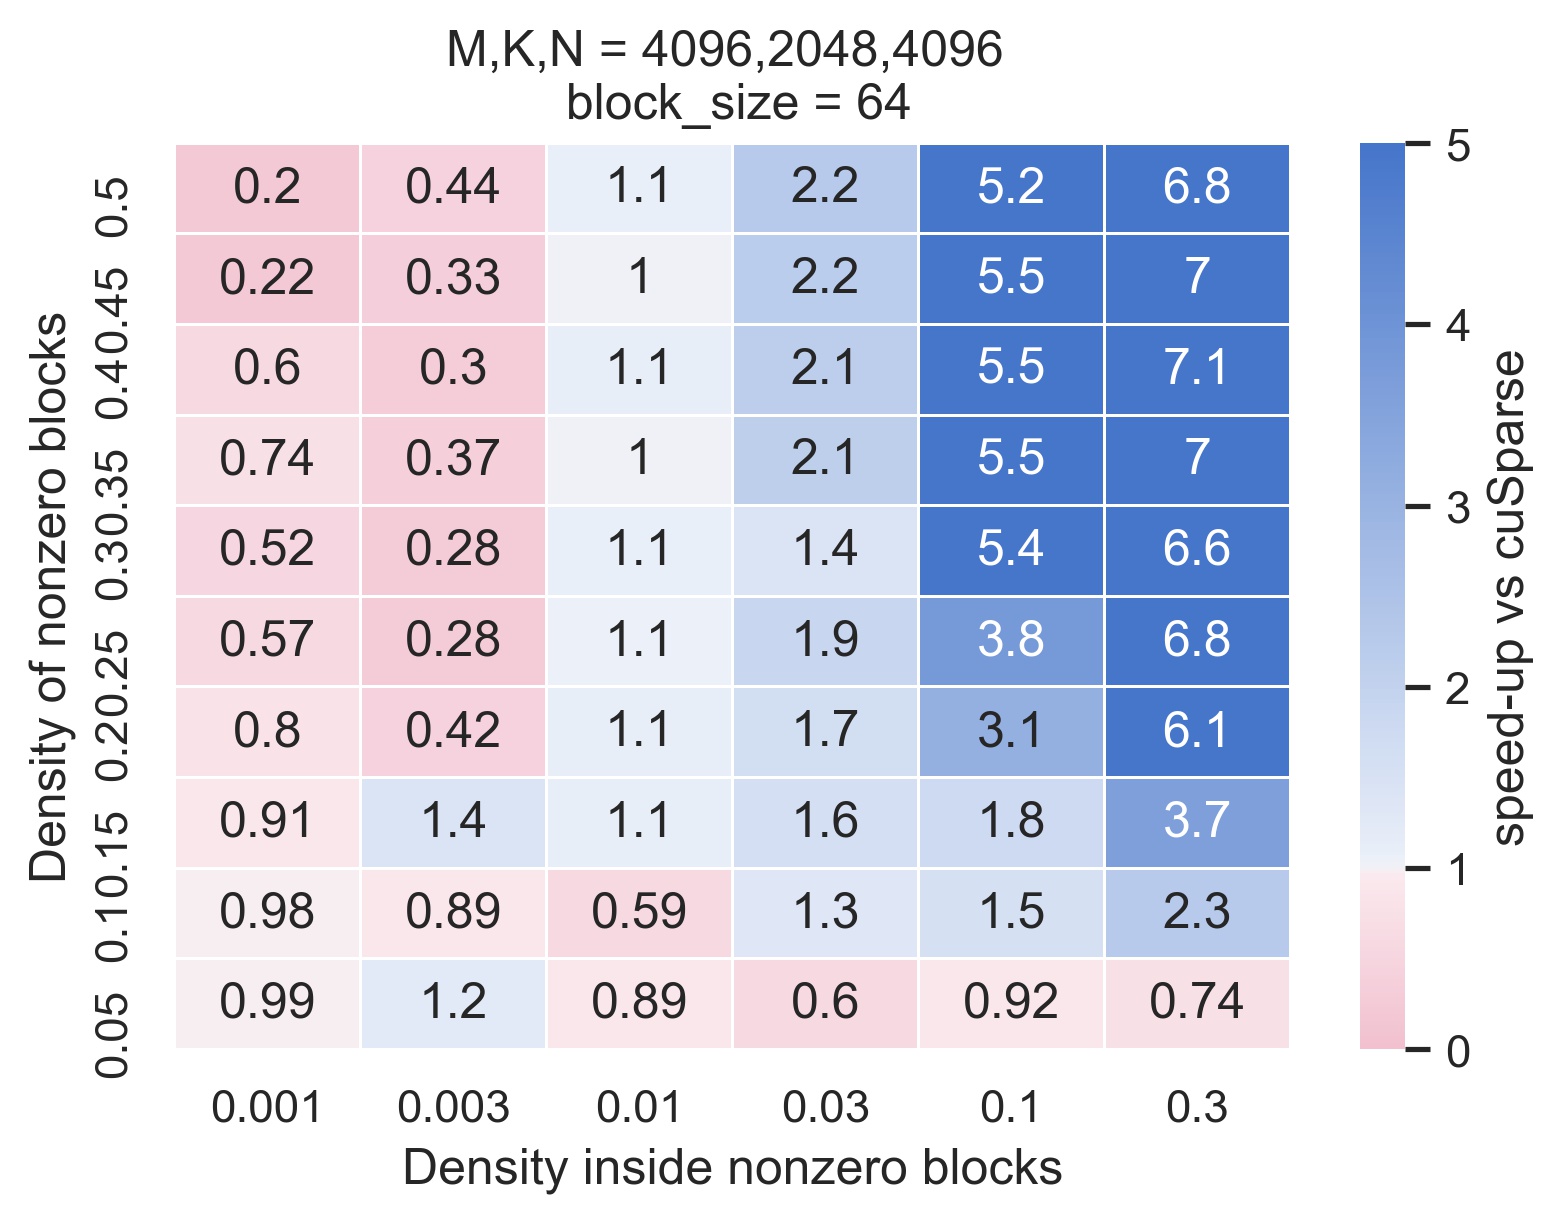 M,K,N = 4096,2048,4096
block_size = 64
Density of nonzero blocks
0.5 0.2 0.44 1.1 2.2 5.2 6.8
0.45 0.22 0.33 1 2.2 5.5 7
0.4 0.6 0.3 1.1 2.1 5.5 7.1
0.35 0.74 0.37 1 2.1 5.5 7
0.3 0.52 0.28 1.1 1.4 5.4 6.6
0.25 0.57 0.28 1.1 1.9 3.8 6.8
0.2 0.8 0.42 1.1 1.7 3.1 6.1
0.15 0.91 1.4 1.1 1.6 1.8 3.7
0.1 0.98 0.89 0.59 1.3 1.5 2.3
0.05 0.99 1.2 0.89 0.6 0.92 0.74
0.001 0.003 0.01 0.03 0.1 0.3
Density inside nonzero blocks
5
4
3
2
1
0
speed-up vs cuSparse